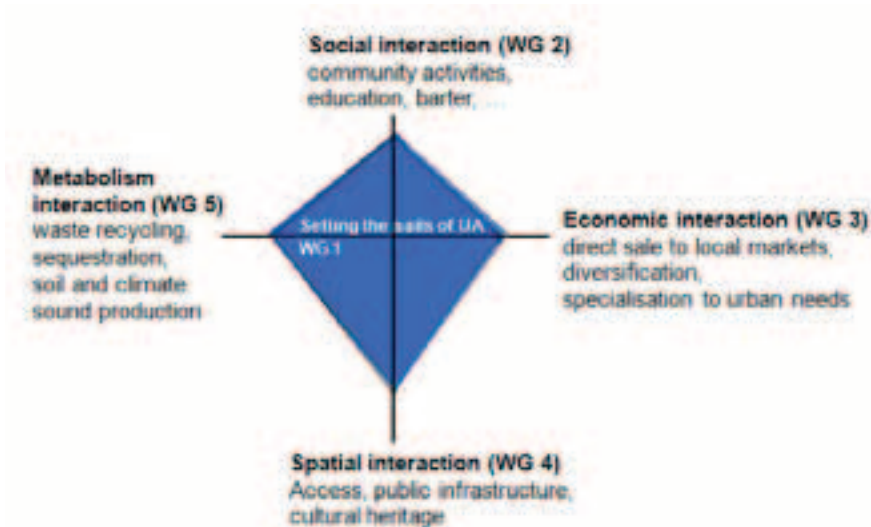 Social interaction (WG 2)
community activities,
education, barter, ...
Metabolism
interaction (WG 5)
waste recycling,
sequestration,
soil and climate
sound production
Setting the sails of UA
WG 1
Economic interaction (WG 3)
direct sale to local markets,
diversification,
specialisation to urban needs
Spatial interaction (WG 4)
Access, public infrastructure,
cultural heritage